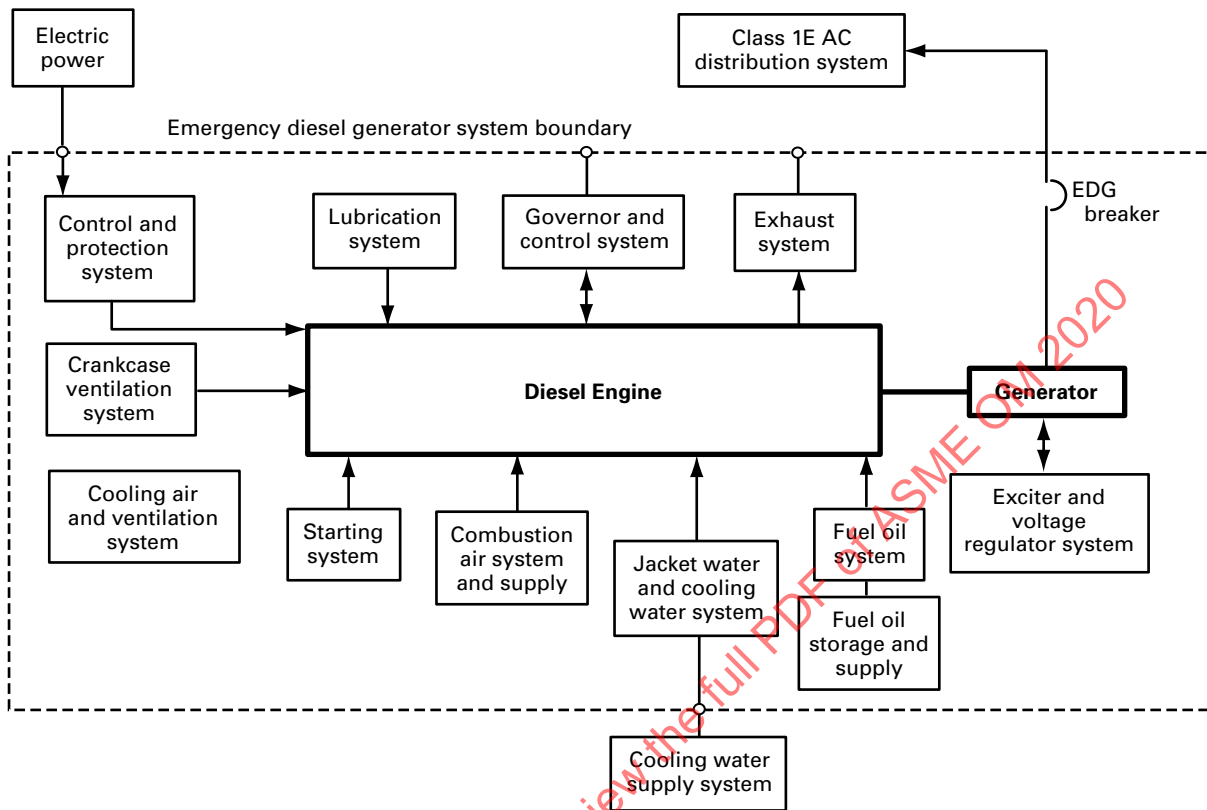 Electric
power
Class 1E AC
distribution system
Emergency diesel generator system boundary
EDG
breaker
Control and
protection
system
Lubrication
system
Governor and
control system
Exhaust
system
Crankcase
ventilation
system
Diesel Engine
Generator
Cooling air
and ventilation
system
Starting
system
Combustion
air system
and supply
Jacket water
and cooling
water system
Fuel oil
system
Fuel oil
storage and
supply
Exciter and
voltage
regulator system
Cooling water
supply system
iew the full PDF of ASME OM 2020